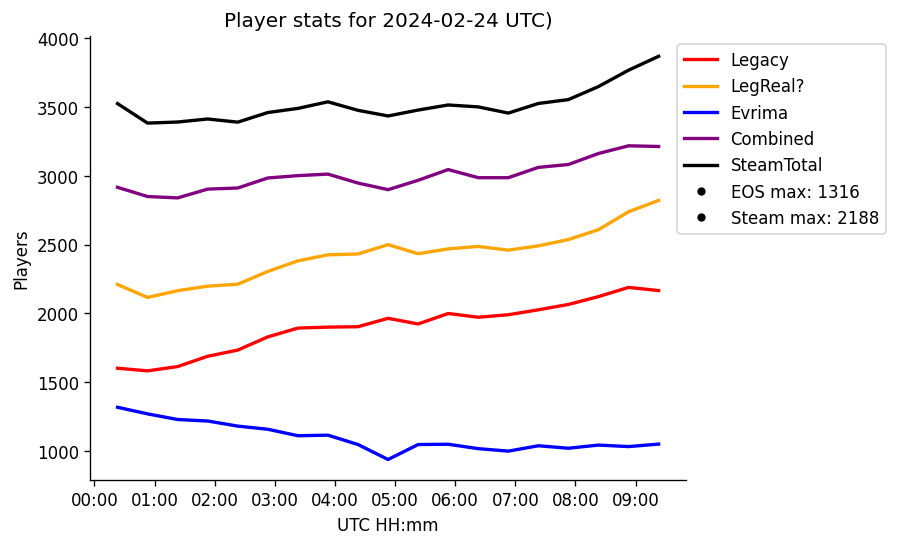 Player stats for 2024-02-24 UTC)
4000
3500
3000
2500
2000
1500
1000
Players
00:00 01:00 02:00 03:00 04:00 05:00 06:00 07:00 08:00 09:00
UTC HH:mm
Legacy
LegReal?
Evrima
Combined
SteamTotal
EOS max: 1316
Steam max: 2188